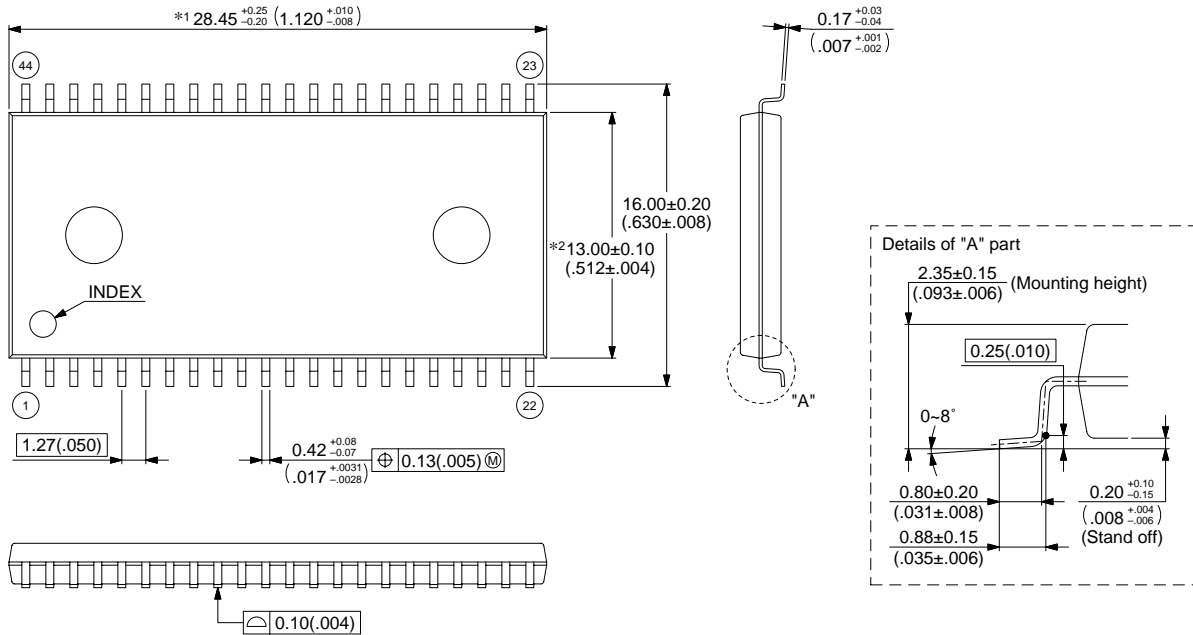 *1 28.45 +0.25 -0.20 (1.120 +.010 -.008)
0.17 +0.03 -0.04
(.007 +.001 -.002)
44
23
16.00±0.20
(.630±.008)
*2 13.00±0.10
(.512±.004)
INDEX
1
22
"A"
1.27(.050)
0.42 +0.08 -0.07
(.017 +.0031 -.0028)
⌖ 0.13(.005) Ⓜ
⌓ 0.10(.004)
Details of "A" part
2.35±0.15
(.093±.006)
(Mounting height)
0.25(.010)
0~8°
0.80±0.20
(.031±.008)
0.88±0.15
(.035±.006)
0.20 +0.10 -0.15
(.008 +.004 -.006)
(Stand off)